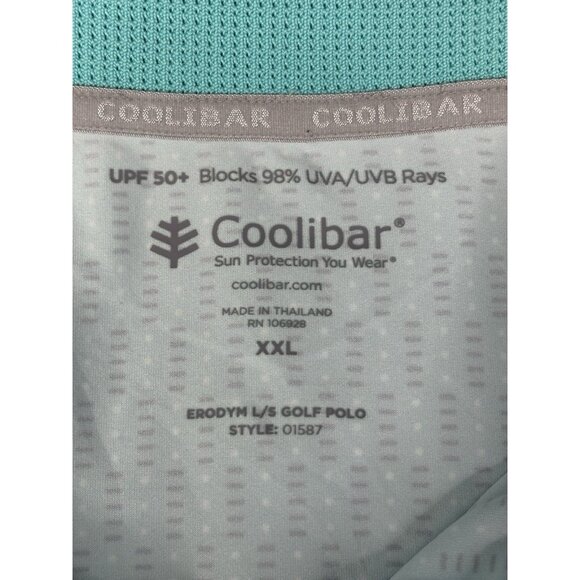 COOLIBAR COOLIBAR
UPF 50+ Blocks 98% UVA/UVB Rays
Coolibar®
Sun Protection You Wear®
coolibar.com
MADE IN THAILAND
RN 106928
XXL
ERODYM L/S GOLF POLO
STYLE: 01587